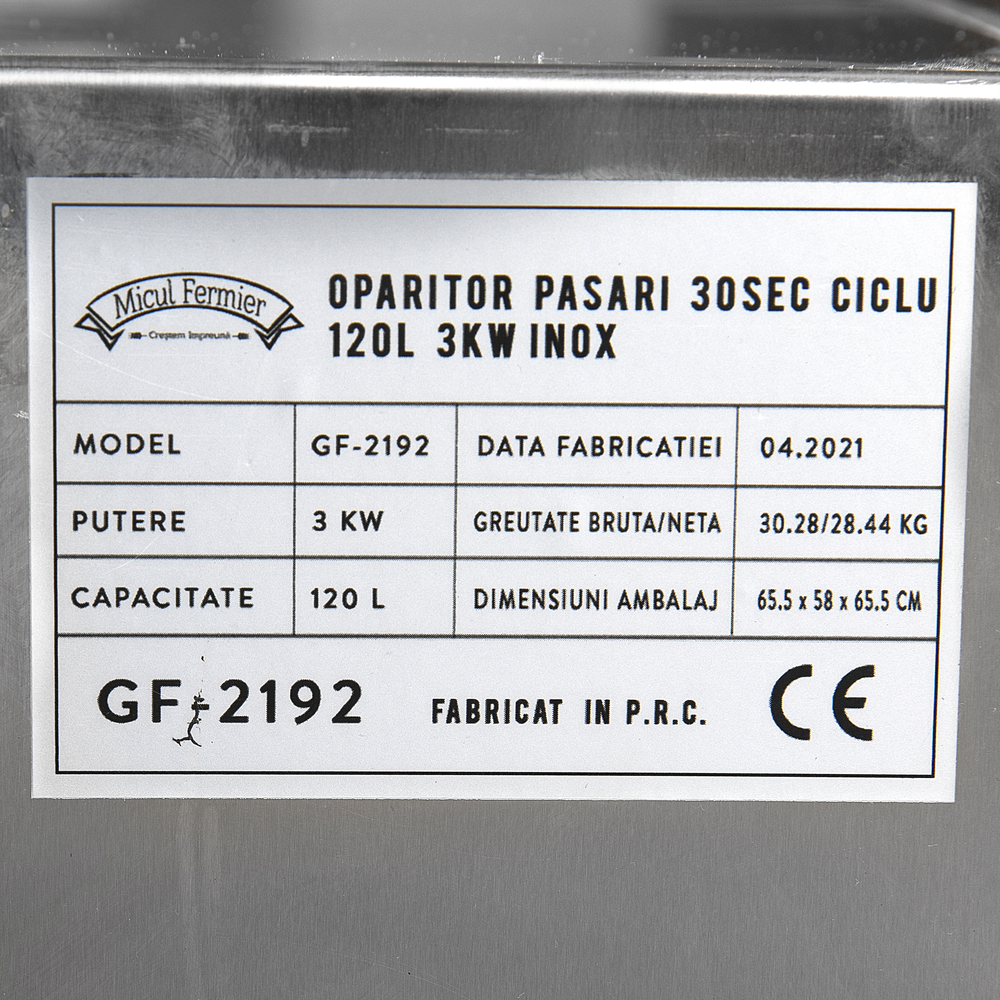 Micul Fermier
Creștem Împreună
OPARITOR PASARI 30SEC CICLU
120L 3KW INOX
MODEL GF-2192 DATA FABRICATIEI 04.2021
PUTERE 3 KW GREUTATE BRUTA/NETA 30.28/28.44 KG
CAPACITATE 120 L DIMENSIUNI AMBALAJ 65.5 x 58 x 65.5 CM
GF-2192 FABRICAT IN P.R.C. CE